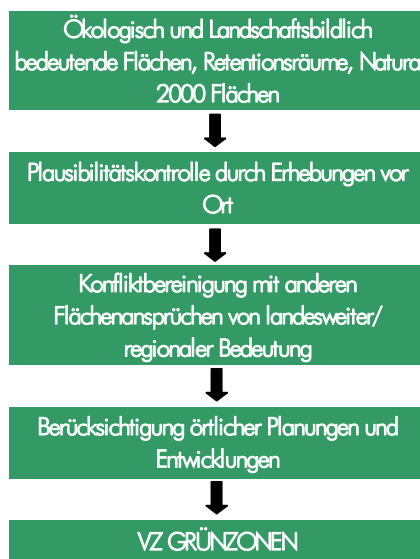 Ökologisch und Landschaftsbildlich
bedeutende Flächen, Retentionsräume, Natura
2000 Flächen
Plausibilitätskontrolle durch Erhebungen vor
Ort
Konfliktbereinigung mit anderen
Flächenansprüchen von landesweiter/
regionaler Bedeutung
Berücksichtigung örtlicher Planungen und
Entwicklungen
VZ GRÜNZONEN